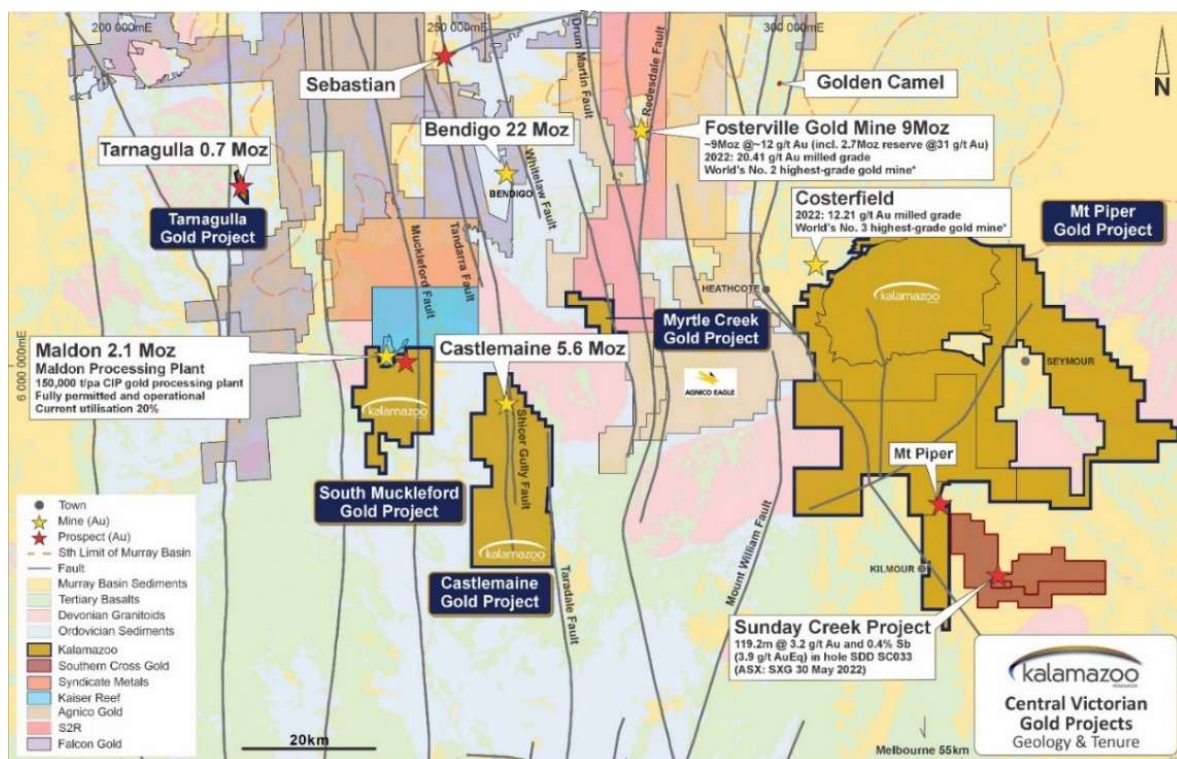 200 000mE
250 000mE
300 000mE
6 000 000mE
N
Sebastian
Drum Martin Fault
Redesdale Fault
Golden Camel
Bendigo 22 Moz
BENDIGO
Whitelaw Fault
Fosterville Gold Mine 9Moz
~9Moz @~12 g/t Au (incl. 2.7Moz reserve @31 g/t Au)
2022: 20.41 g/t Au milled grade
World's No. 2 highest-grade gold mine*
Tarnagulla 0.7 Moz
Tarnagulla
Gold Project
Costerfield
2022: 12.21 g/t Au milled grade
World's No. 3 highest-grade gold mine*
Mt Piper
Gold Project
Muckleford Fault
Tandarra Fault
HEATHCOTE
kalamazoo
Myrtle Creek
Gold Project
AGNICO EAGLE
SEYMOUR
Maldon 2.1 Moz
Maldon Processing Plant
150,000 t/pa CIP gold processing plant
Fully permitted and operational
Current utilisation 20%
Castlemaine 5.6 Moz
kalamazoo
Shicer Gully Fault
South Muckleford
Gold Project
kalamazoo
Castlemaine
Gold Project
Taradale Fault
Mount William Fault
Mt Piper
KILMOUR
Sunday Creek Project
119.2m @ 3.2 g/t Au and 0.4% Sb
(3.9 g/t AuEq) in hole SDD SC033
(ASX: SXG 30 May 2022)
Town
Mine (Au)
Prospect (Au)
Sth Limit of Murray Basin
Fault
Murray Basin Sediments
Tertiary Basalts
Devonian Granitoids
Ordovician Sediments
Kalamazoo
Southern Cross Gold
Syndicate Metals
Kaiser Reef
Agnico Gold
S2R
Falcon Gold
20km
Melbourne 55km
kalamazoo
RESOURCES
Central Victorian
Gold Projects
Geology & Tenure